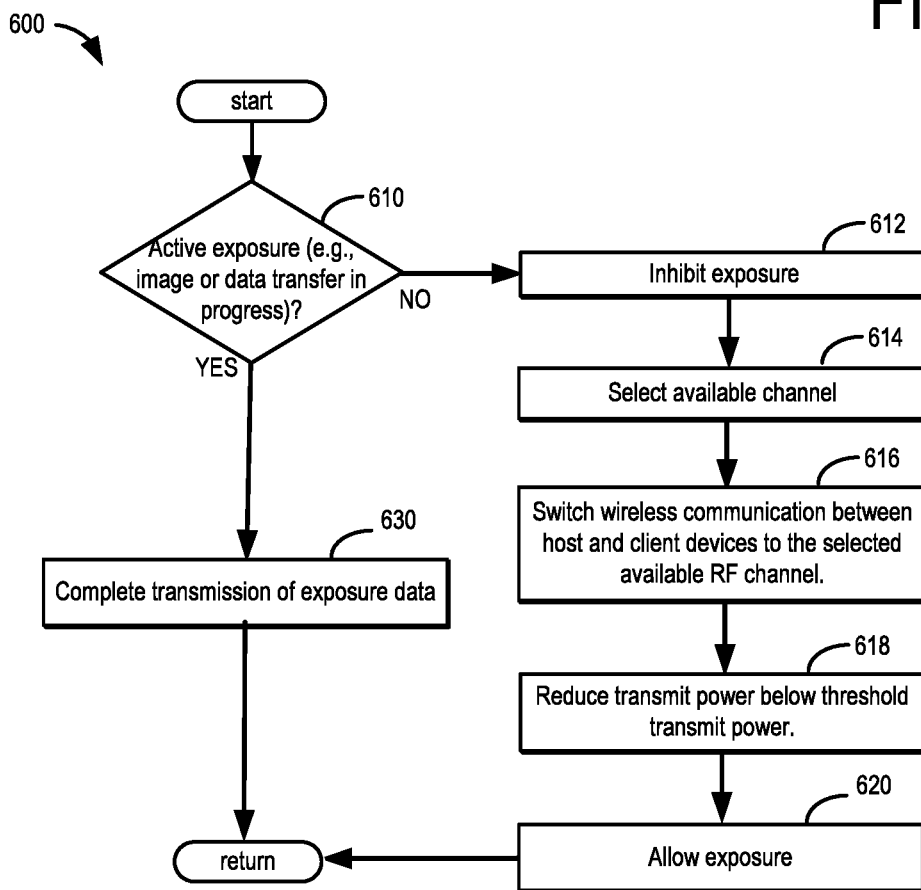 600
FI
start
610
Active exposure (e.g.,
image or data transfer in
progress)?
NO
YES
612
Inhibit exposure
614
Select available channel
616
Switch wireless communication between
host and client devices to the selected
available RF channel.
618
Reduce transmit power below threshold
transmit power.
620
Allow exposure
630
Complete transmission of exposure data
return